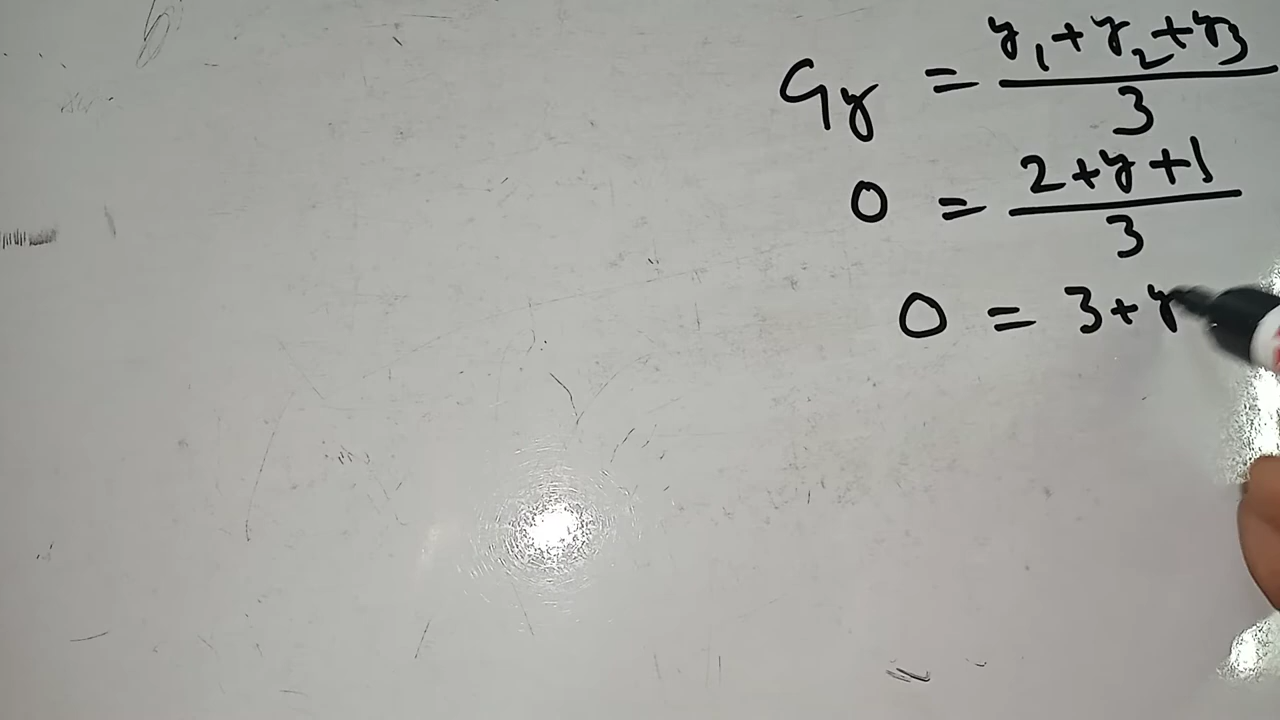 Gy = y₁+y₂+y₃ / 3
0 = 2+y+1 / 3
0 = 3+y